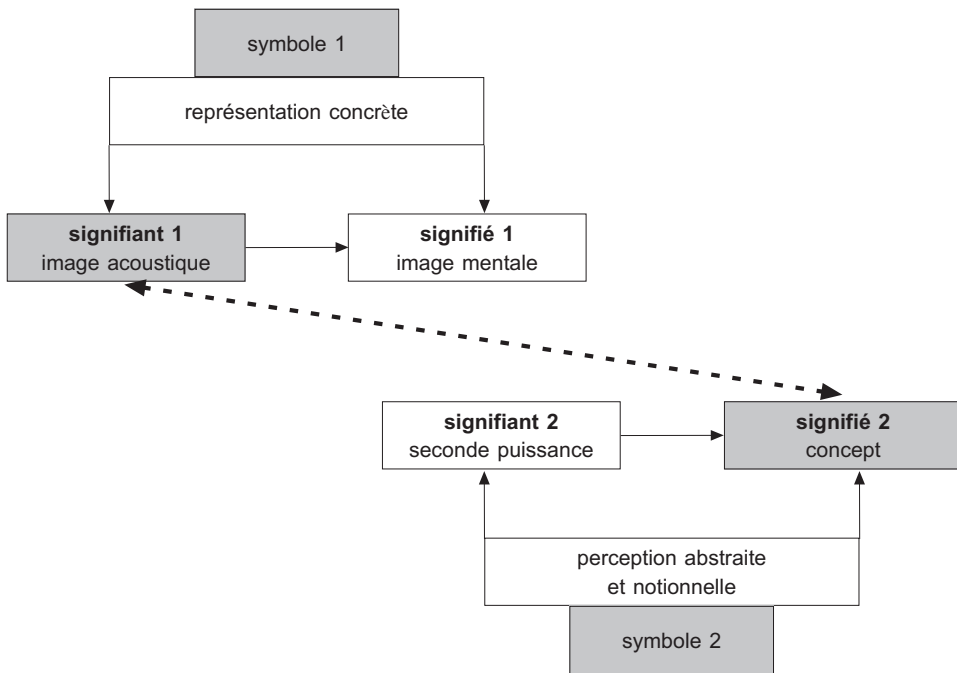 symbole 1
représentation concrète
signifiant 1
image acoustique
signifié 1
image mentale
signifiant 2
seconde puissance
signifié 2
concept
perception abstraite
et notionnelle
symbole 2